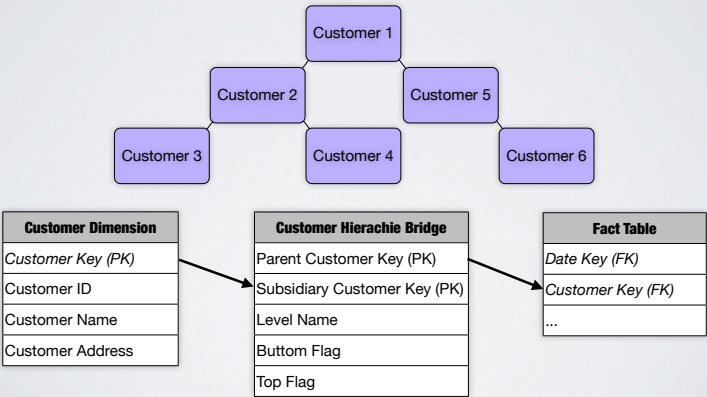 Customer 1
Customer 2
Customer 5
Customer 3
Customer 4
Customer 6
Customer Dimension
Customer Key (PK)
Customer ID
Customer Name
Customer Address
Customer Hierachie Bridge
Parent Customer Key (PK)
Subsidiary Customer Key (PK)
Level Name
Buttom Flag
Top Flag
Fact Table
Date Key (FK)
Customer Key (FK)
...